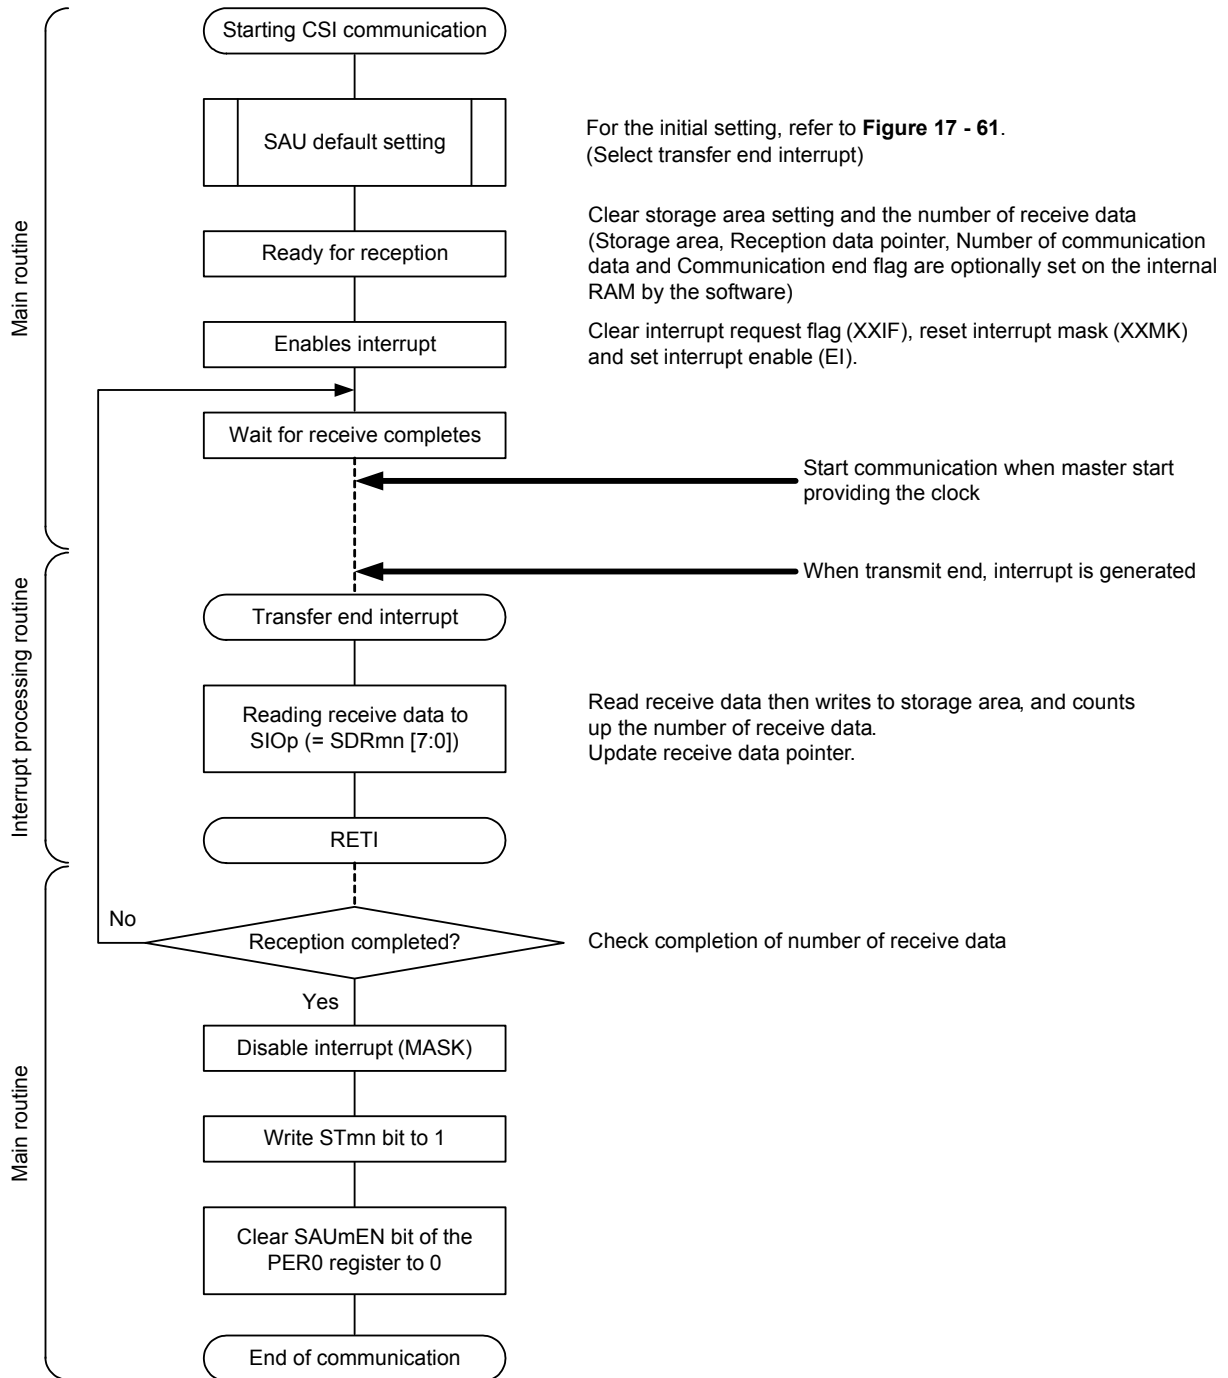 Starting CSI communication
SAU default setting
For the initial setting, refer to Figure 17 - 61.
(Select transfer end interrupt)
Ready for reception
Clear storage area setting and the number of receive data
(Storage area, Reception data pointer, Number of communication
data and Communication end flag are optionally set on the internal
RAM by the software)
Main routine
Enables interrupt
Clear interrupt request flag (XXIF), reset interrupt mask (XXMK)
and set interrupt enable (EI).
Wait for receive completes
Start communication when master start
providing the clock
When transmit end, interrupt is generated
Interrupt processing routine
Transfer end interrupt
Reading receive data to
SIOp (= SDRmn [7:0])
Read receive data then writes to storage area, and counts
up the number of receive data.
Update receive data pointer.
RETI
No
Reception completed?
Check completion of number of receive data
Yes
Main routine
Disable interrupt (MASK)
Write STmn bit to 1
Clear SAUmEN bit of the
PER0 register to 0
End of communication